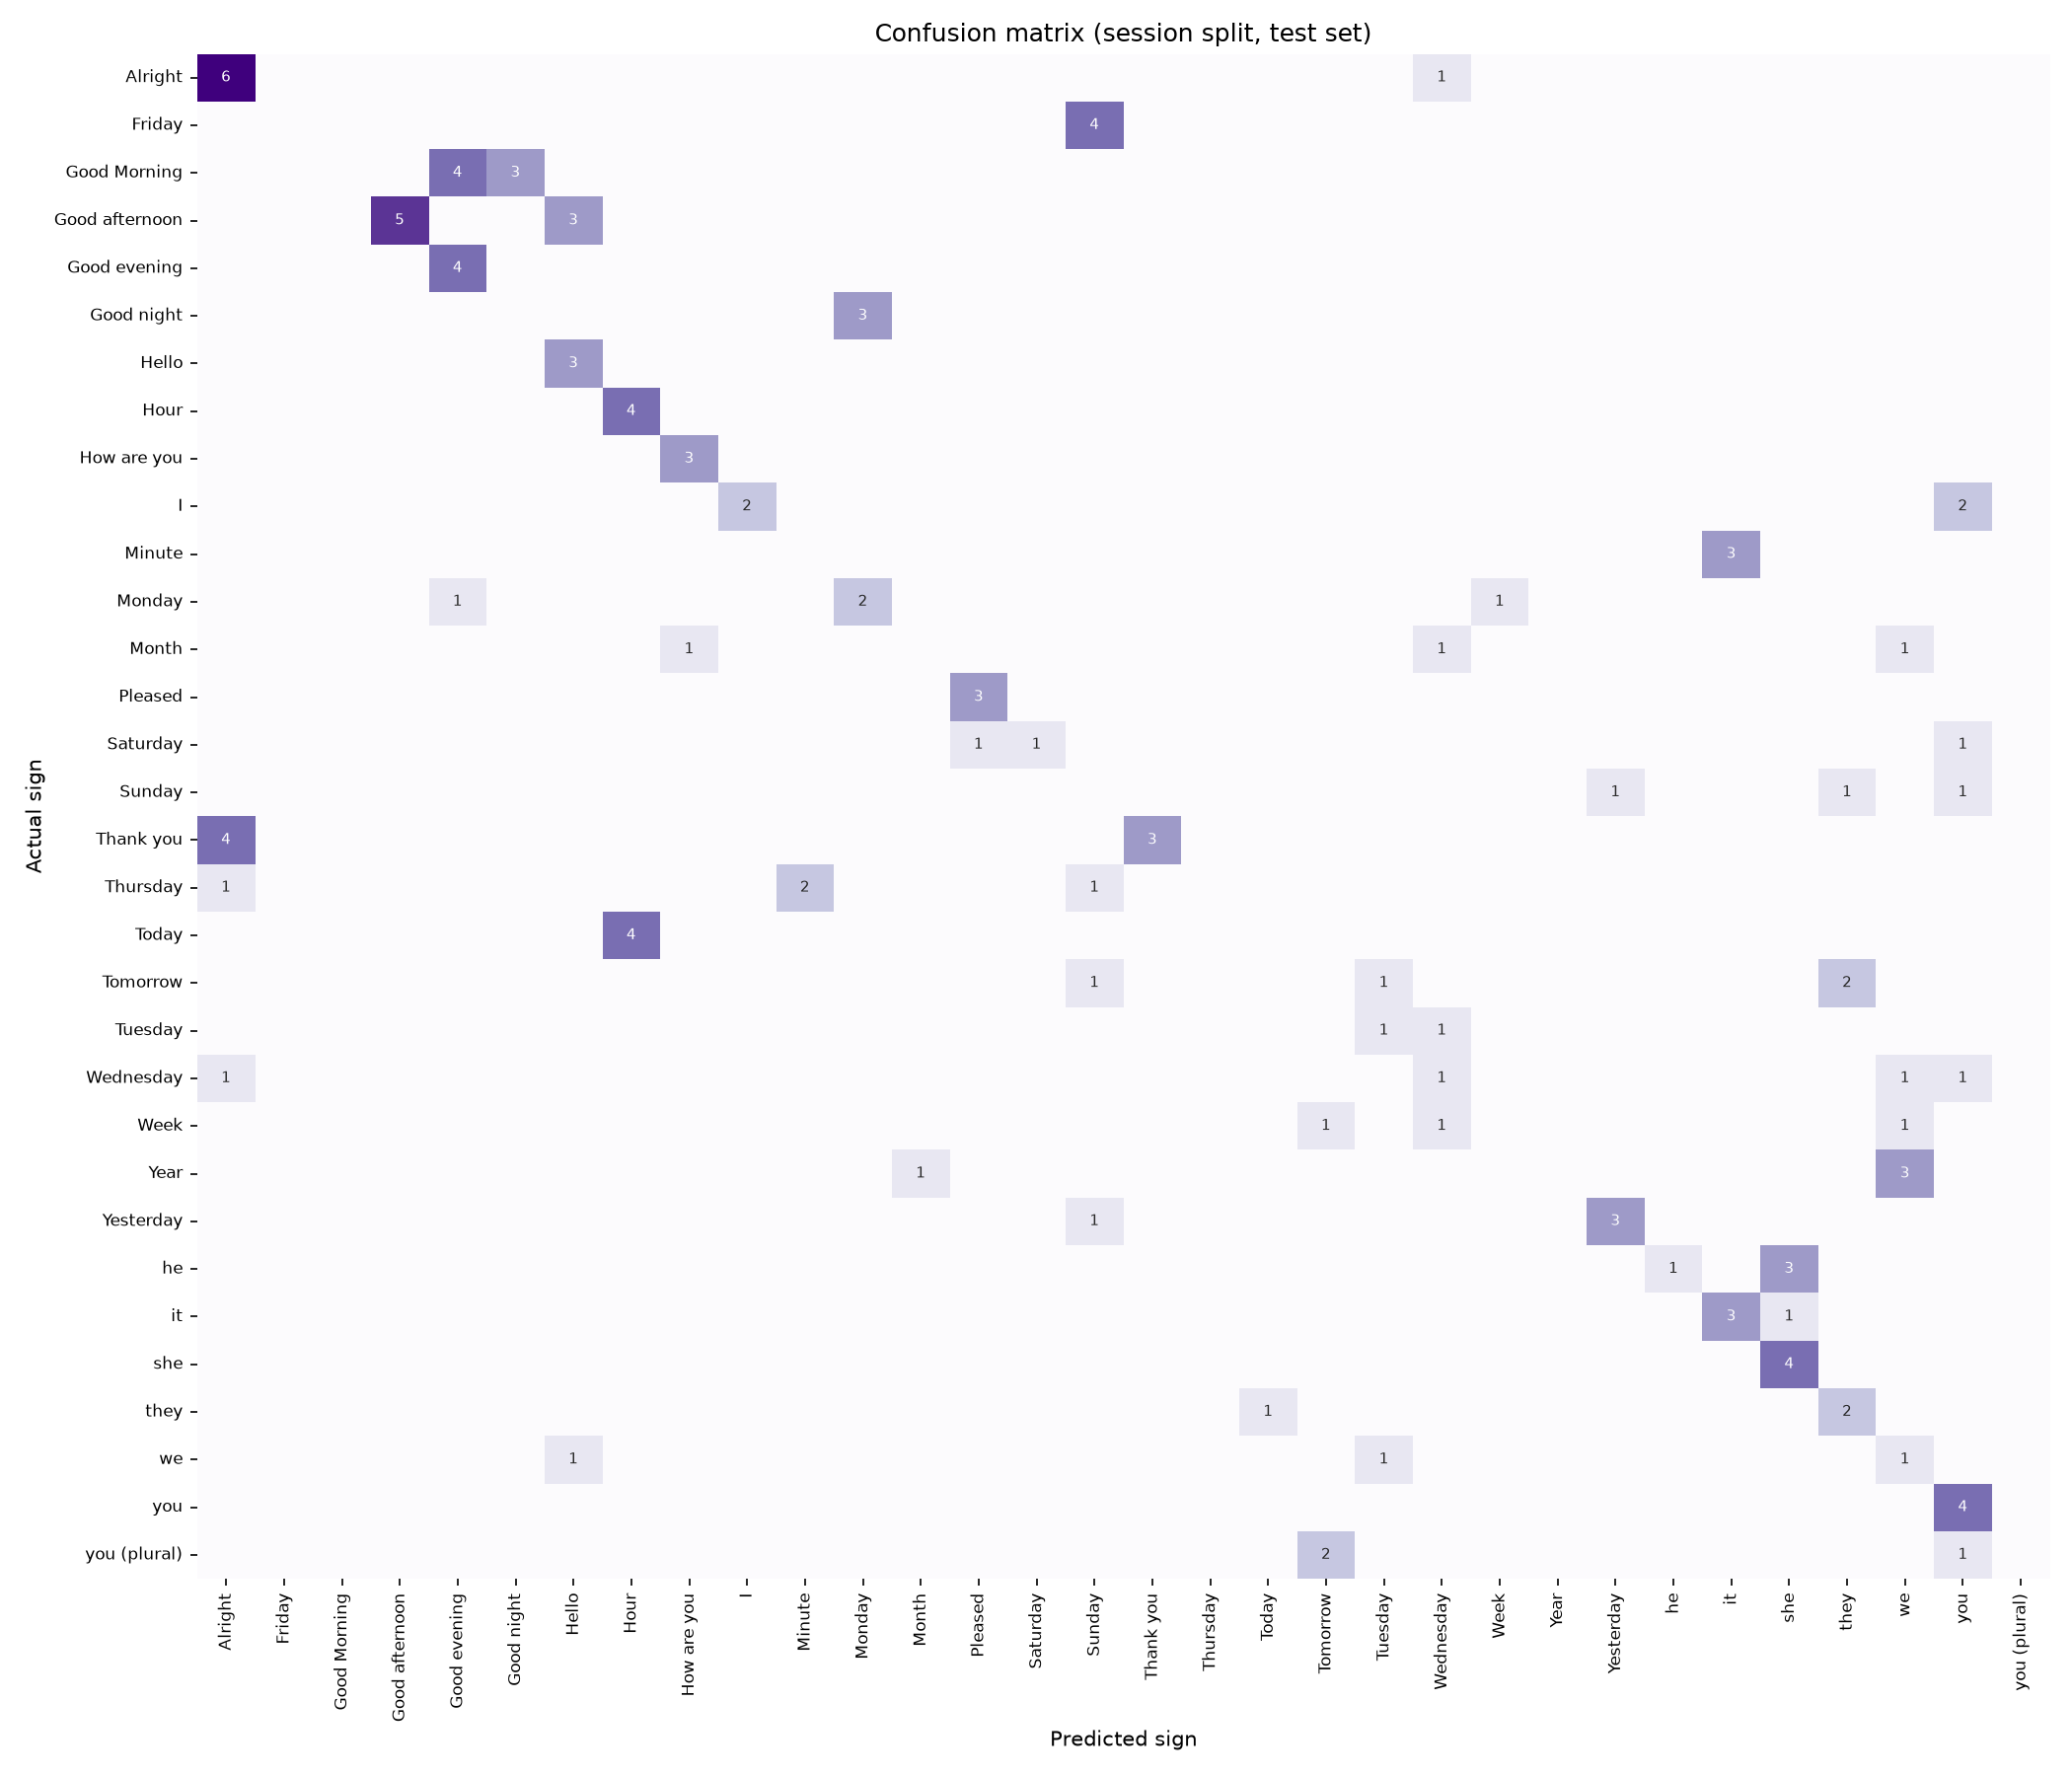 Confusion matrix (session split, test set)
Actual sign
Alright 6 1
Friday 4
Good Morning 4 3
Good afternoon 5 3
Good evening 4
Good night 3
Hello 3
Hour 4
How are you 3
I 2 2
Minute 3
Monday 1 2 1
Month 1 1 1
Pleased 3
Saturday 1 1 1
Sunday 1 1 1
Thank you 4 3
Thursday 1 2 1
Today 4
Tomorrow 1 1 2
Tuesday 1 1
Wednesday 1 1 1 1
Week 1 1 1
Year 1 3
Yesterday 1 3
he 1 3
it 3 1
she 4
they 1 2
we 1 1 1
you 4
you (plural) 2 1
Alright
Friday
Good Morning
Good afternoon
Good evening
Good night
Hello
Hour
How are you
I
Minute
Monday
Month
Pleased
Saturday
Sunday
Thank you
Thursday
Today
Tomorrow
Tuesday
Wednesday
Week
Year
Yesterday
he
it
she
they
we
you
you (plural)
Predicted sign